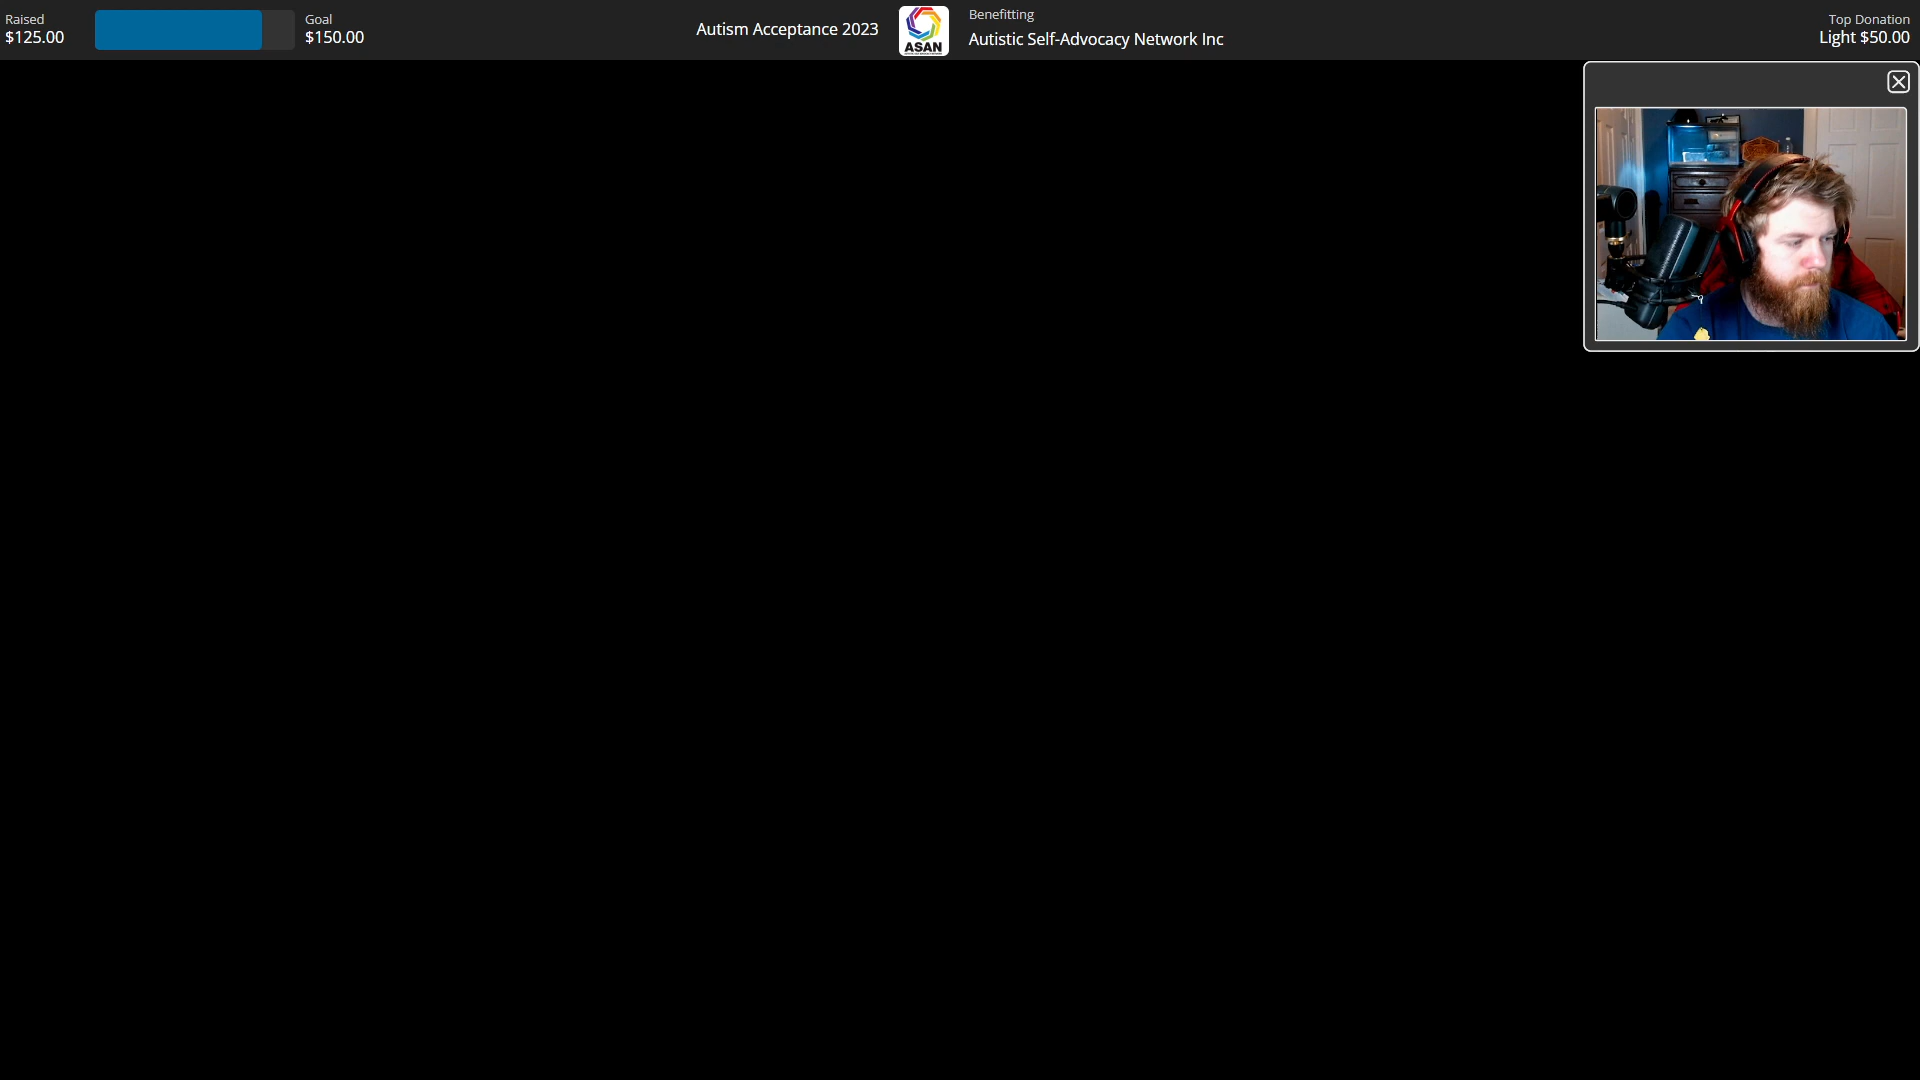 Raised
$125.00
Goal
$150.00
Autism Acceptance 2023
ASAN
Benefitting
Autistic Self-Advocacy Network Inc
Top Donation
Light $50.00